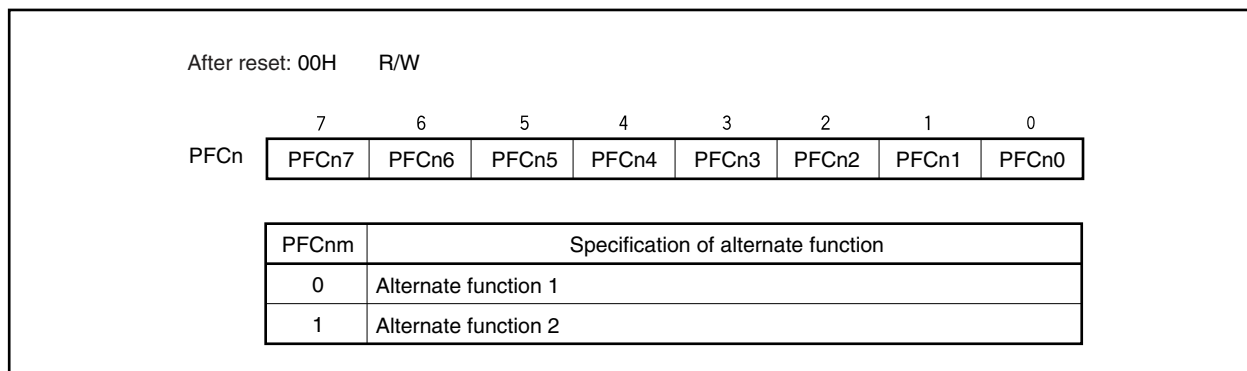 After reset: 00H R/W
7 6 5 4 3 2 1 0
PFCn PFCn7 PFCn6 PFCn5 PFCn4 PFCn3 PFCn2 PFCn1 PFCn0
PFCnm Specification of alternate function
0 Alternate function 1
1 Alternate function 2